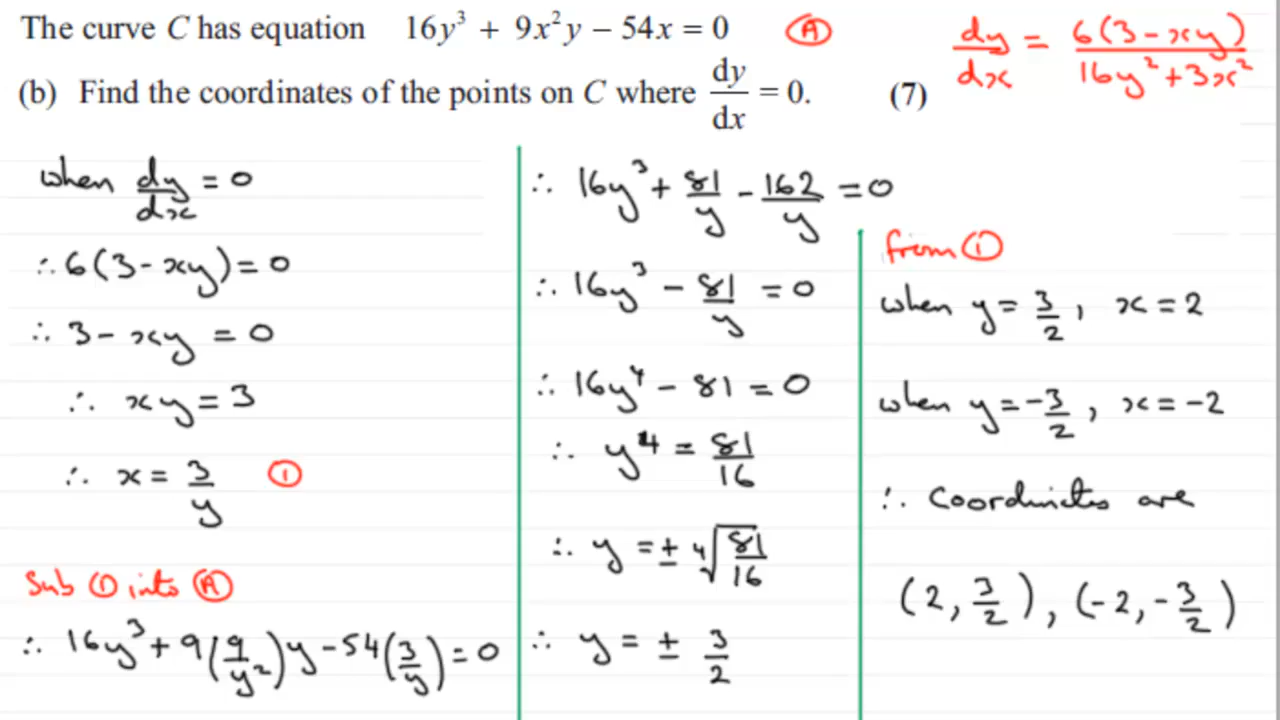 The curve C has equation 16y³ + 9x²y − 54x = 0 Ⓐ
dy/dx = 6(3 - xy)/(16y² + 3x²)
(b) Find the coordinates of the points on C where dy/dx = 0. (7)
when dy/dx = 0
∴ 6(3 - xy) = 0
∴ 3 - xy = 0
∴ xy = 3
∴ x = 3/y ①
Sub ① into Ⓐ
∴ 16y³ + 9(9/y²)y - 54(3/y) = 0
∴ 16y³ + 81/y - 162/y = 0
∴ 16y³ - 81/y = 0
∴ 16y⁴ - 81 = 0
∴ y⁴ = 81/16
∴ y = ± ⁴√(81/16)
∴ y = ± 3/2
from ①
when y = 3/2, x = 2
when y = -3/2, x = -2
∴ Coordinates are
(2, 3/2), (-2, -3/2)